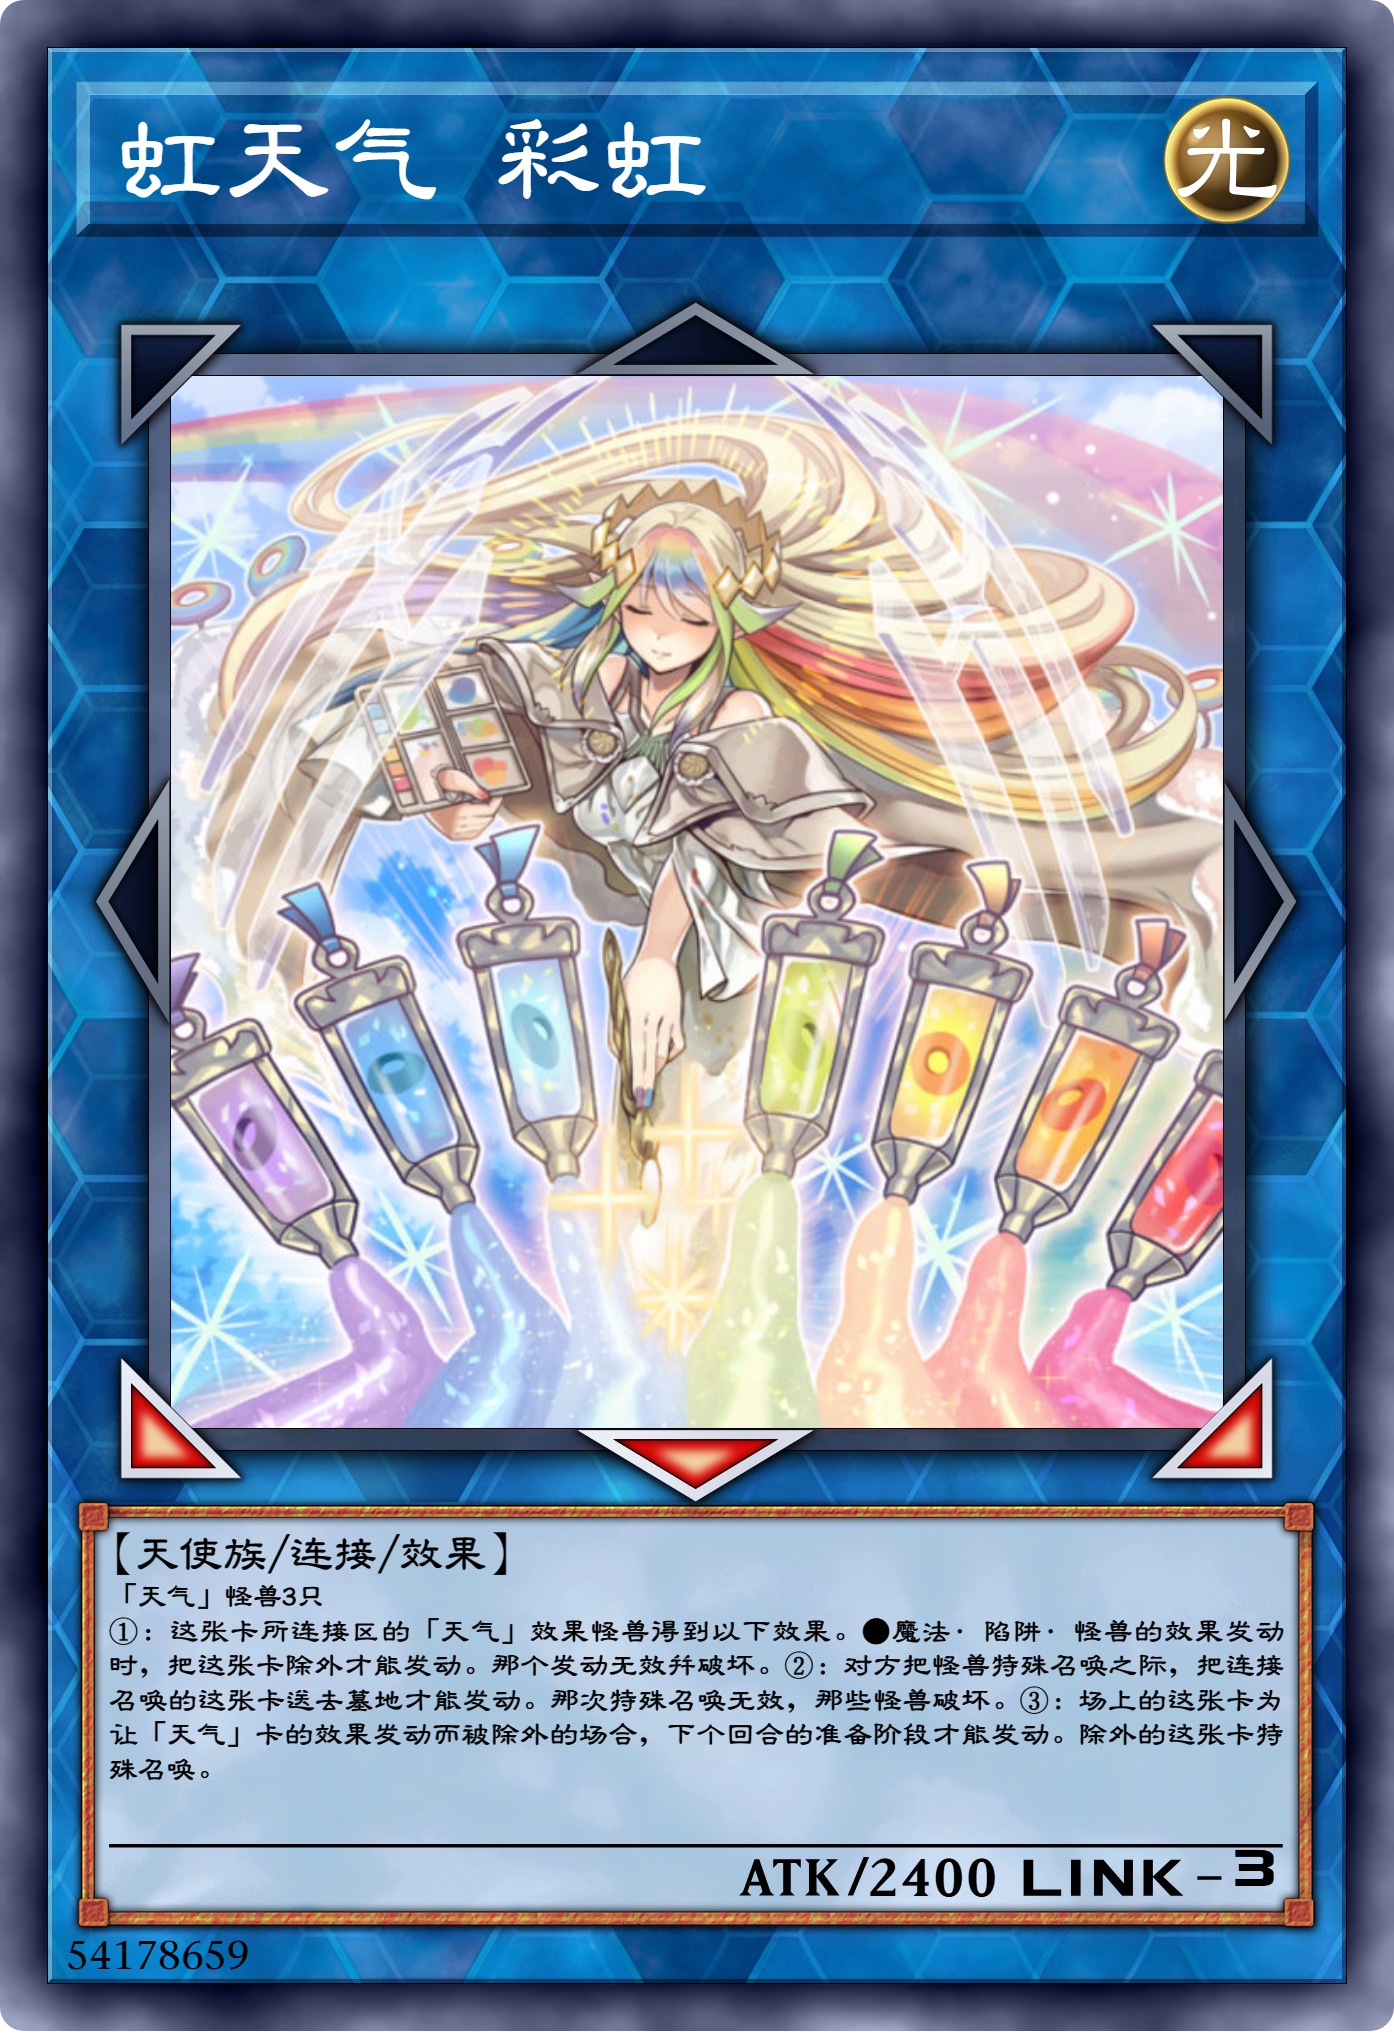 虹天气 彩虹
光
【天使族/连接/效果】
「天气」怪兽3只
①：这张卡所连接区的「天气」效果怪兽得到以下效果。●魔法·陷阱·怪兽的效果发动
时，把这张卡除外才能发动。那个发动无效并破坏。②：对方把怪兽特殊召唤之际，把连接
召唤的这张卡送去墓地才能发动。那次特殊召唤无效，那些怪兽破坏。③：场上的这张卡为
让「天气」卡的效果发动而被除外的场合，下个回合的准备阶段才能发动。除外的这张卡特
殊召唤。
ATK/2400 LINK-3
54178659